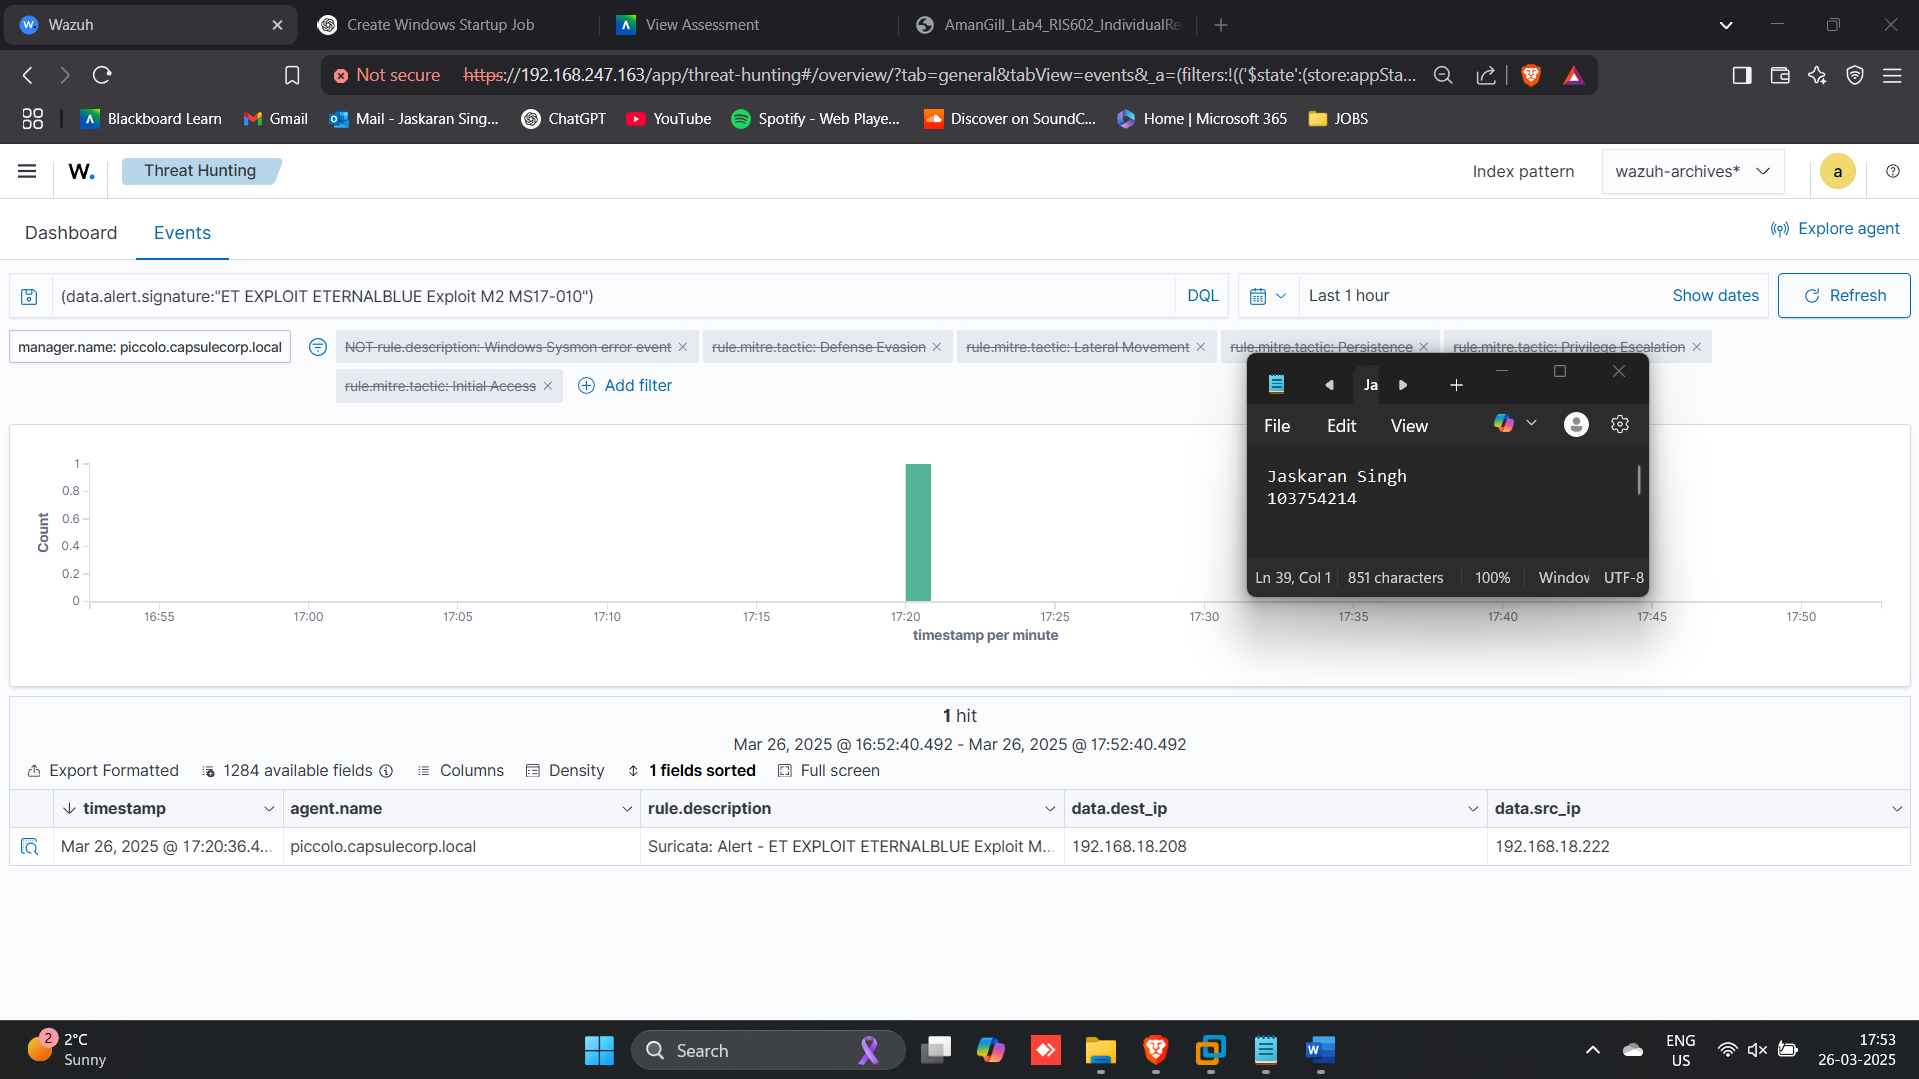 Wazuh
Create Windows Startup Job
View Assessment
AmanGill_Lab4_RIS602_IndividualRe
Not secure
https://192.168.247.163/app/threat-hunting#/overview/?tab=general&tabView=events&_a=(filters:!(('$state':(store:appSta...
Blackboard Learn
Gmail
Mail - Jaskaran Sing...
ChatGPT
YouTube
Spotify - Web Playe...
Discover on SoundC...
Home | Microsoft 365
JOBS
W.
Threat Hunting
Index pattern
wazuh-archives*
a
Dashboard
Events
Explore agent
(data.alert.signature:"ET EXPLOIT ETERNALBLUE Exploit M2 MS17-010")
DQL
Last 1 hour
Show dates
Refresh
manager.name: piccolo.capsulecorp.local
NOT rule.description: Windows Sysmon error event
rule.mitre.tactic: Defense Evasion
rule.mitre.tactic: Lateral Movement
rule.mitre.tactic: Persistence
rule.mitre.tactic: Privilege Escalation
rule.mitre.tactic: Initial Access
Add filter
Ja
File
Edit
View
Jaskaran Singh
103754214
Ln 39, Col 1
851 characters
100%
Window
UTF-8
Count
1
0.8
0.6
0.4
0.2
0
16:55
17:00
17:05
17:10
17:15
17:20
17:25
17:30
17:35
17:40
17:45
17:50
timestamp per minute
1 hit
Mar 26, 2025 @ 16:52:40.492 - Mar 26, 2025 @ 17:52:40.492
Export Formatted
1284 available fields
Columns
Density
1 fields sorted
Full screen
timestamp
agent.name
rule.description
data.dest_ip
data.src_ip
Mar 26, 2025 @ 17:20:36.4...
piccolo.capsulecorp.local
Suricata: Alert - ET EXPLOIT ETERNALBLUE Exploit M...
192.168.18.208
192.168.18.222
2
2°C
Sunny
Search
W
ENG
US
17:53
26-03-2025